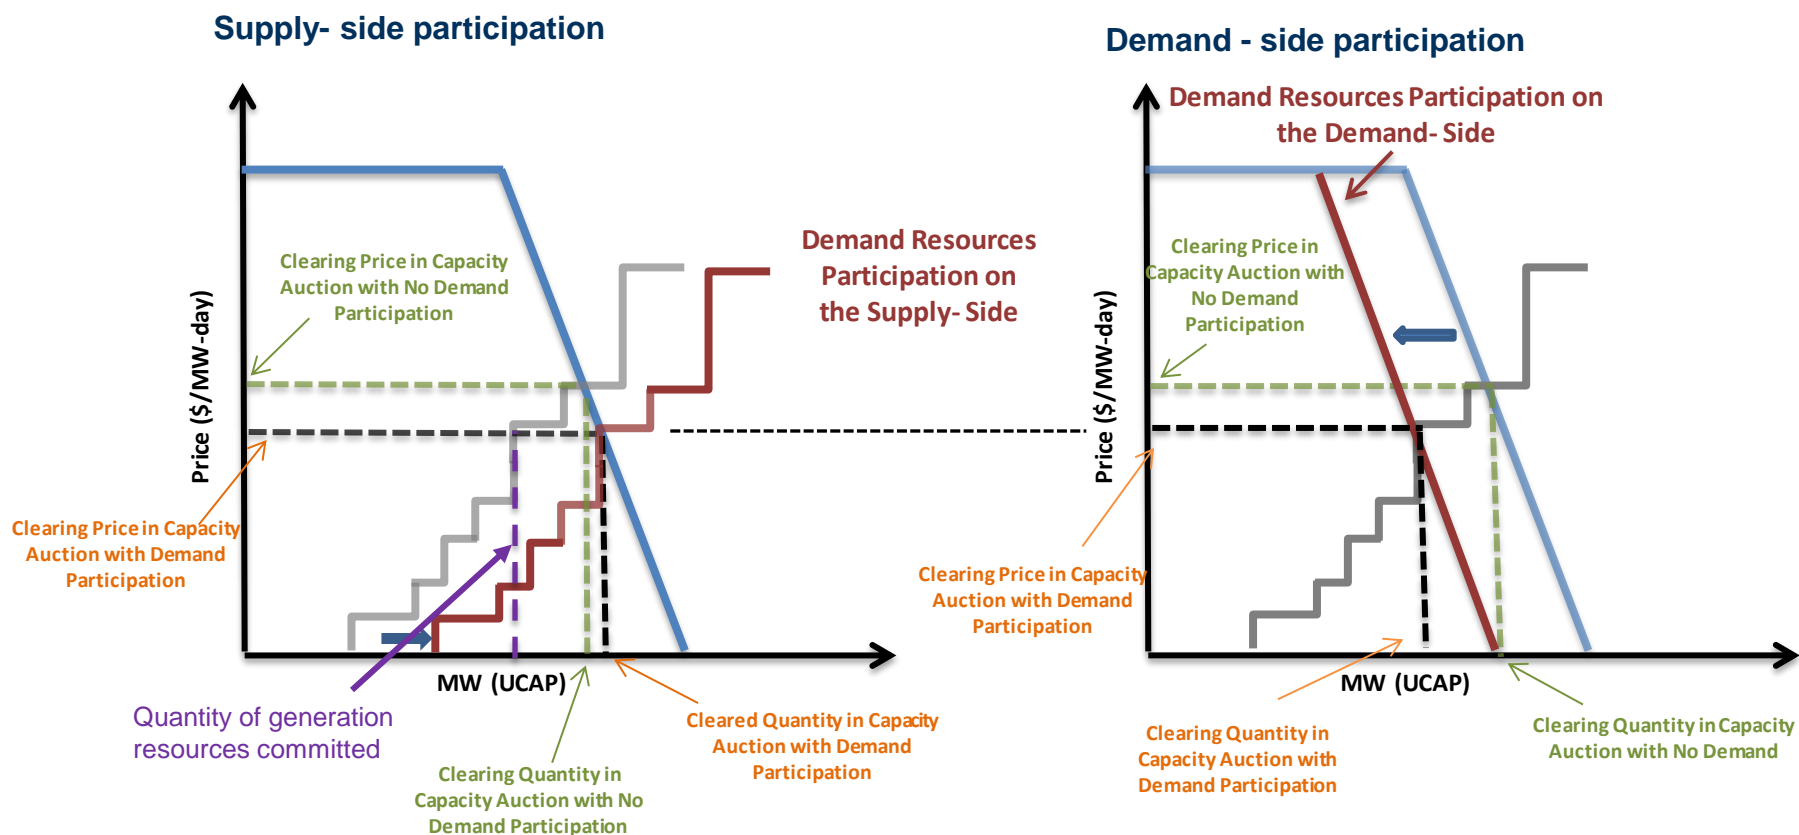 Supply- side participation
Price ($/MW-day)
Clearing Price in Capacity
Auction with No Demand
Participation
Demand Resources
Participation on
the Supply- Side
Clearing Price in Capacity
Auction with Demand
Participation
MW (UCAP)
Quantity of generation
resources committed
Clearing Quantity in
Capacity Auction with No
Demand Participation
Cleared Quantity in Capacity
Auction with Demand
Participation
Demand - side participation
Demand Resources Participation on
the Demand- Side
Price ($/MW-day)
Clearing Price in
Capacity Auction with
No Demand
Participation
Clearing Price in Capacity
Auction with Demand
Participation
MW (UCAP)
Clearing Quantity in
Capacity Auction with
Demand Participation
Clearing Quantity in Capacity
Auction with No Demand